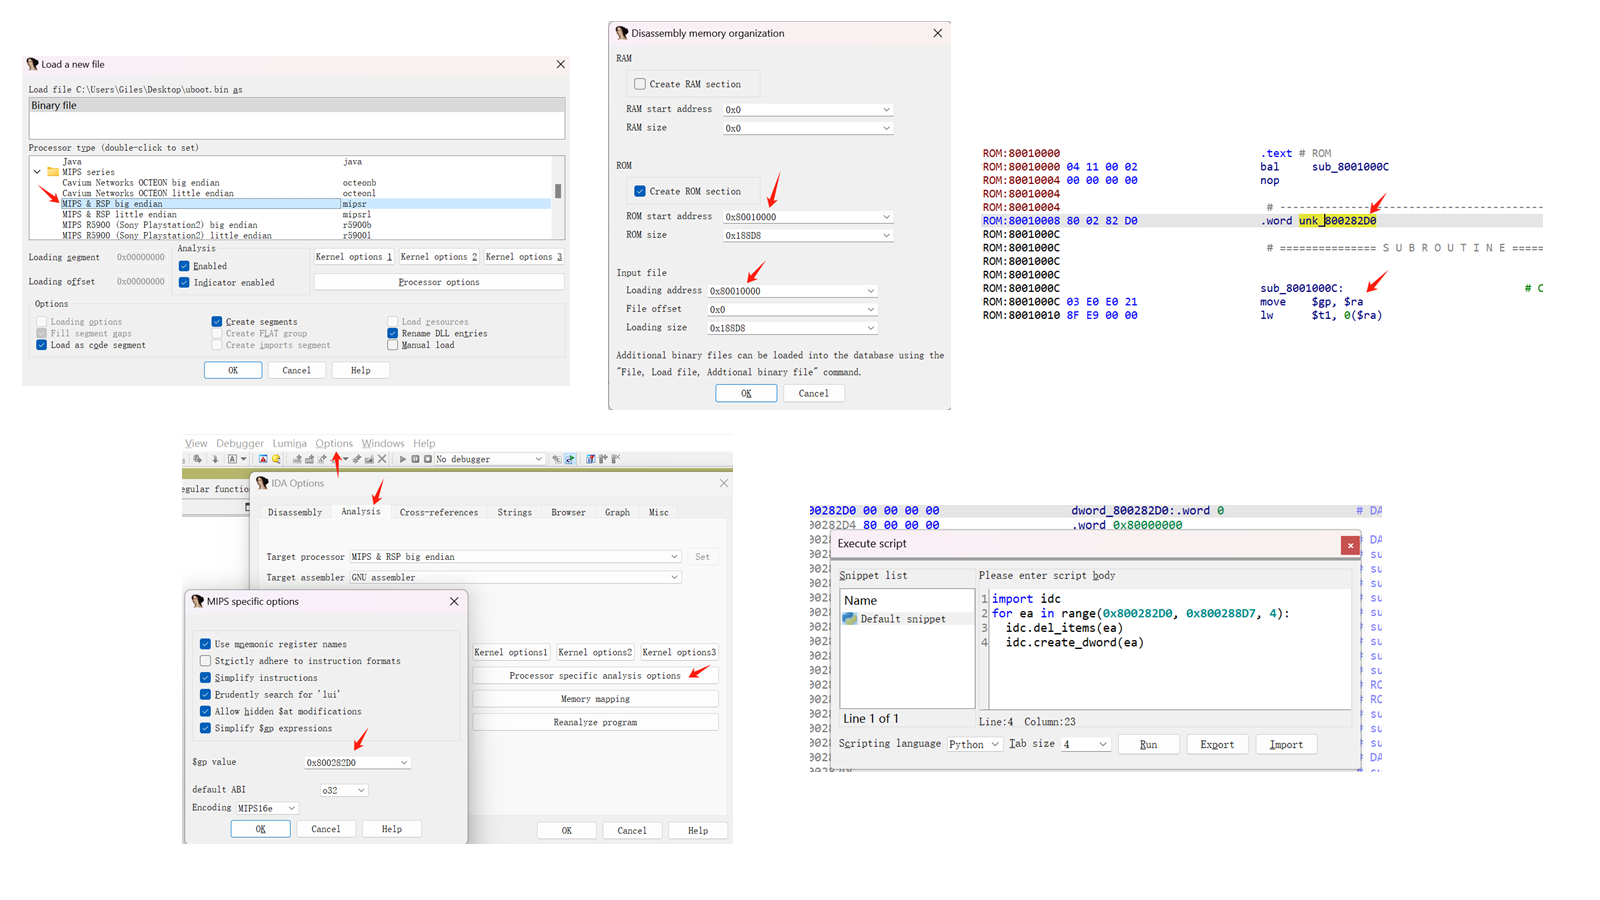 Load a new file
Load file C:\Users\Giles\Desktop\uboot.bin as
Binary file
Processor type (double-click to set)
Java java
MIPS series
Cavium Networks OCTEON big endian octeonb
Cavium Networks OCTEON little endian octeonl
MIPS & RSP big endian mipsr
MIPS & RSP little endian mipsrl
MIPS R5900 (Sony Playstation2) big endian r5900b
MIPS R5900 (Sony Playstation2) little endian r5900l
Loading segment 0x00000000
Loading offset 0x00000000
Analysis
Enabled
Indicator enabled
Kernel options 1 Kernel options 2 Kernel options 3
Processor options
Options
Loading options
Fill segment gaps
Load as code segment
Create segments
Create FLAT group
Create imports segment
Load resources
Rename DLL entries
Manual load
OK Cancel Help
Disassembly memory organization
RAM
Create RAM section
RAM start address 0x0
RAM size 0x0
ROM
Create ROM section
ROM start address 0x80010000
ROM size 0x188D8
Input file
Loading address 0x80010000
File offset 0x0
Loading size 0x188D8
Additional binary files can be loaded into the database using the
"File, Load file, Addtional binary file" command.
OK Cancel
ROM:80010000 .text # ROM
ROM:80010000 04 11 00 02 bal sub_8001000C
ROM:80010004 00 00 00 00 nop
ROM:80010004
ROM:80010004 # ---------------------------------------
ROM:80010008 80 02 82 D0 .word unk_800282D0
ROM:8001000C
ROM:8001000C # =============== S U B R O U T I N E =====
ROM:8001000C
ROM:8001000C
ROM:8001000C sub_8001000C: # C
ROM:8001000C 03 E0 E0 21 move $gp, $ra
ROM:80010010 8F E9 00 00 lw $t1, 0($ra)
View Debugger Lumina Options Windows Help
No debugger
egular functio
IDA Options
Disassembly Analysis Cross-references Strings Browser Graph Misc
Target processor MIPS & RSP big endian Set
Target assembler GNU assembler
Kernel options1 Kernel options2 Kernel options3
Processor specific analysis options
Memory mapping
Reanalyze program
OK Cancel Help
MIPS specific options
Use mnemonic register names
Strictly adhere to instruction formats
Simplify instructions
Prudently search for 'lui'
Allow hidden $at modifications
Simplify $gp expressions
$gp value 0x800282D0
default ABI o32
Encoding MIPS16e
OK Cancel Help
00282D0 00 00 00 00 dword_800282D0:.word 0 # DA
00282D4 80 00 00 00 .word 0x80000000
Execute script
Snippet list
Name
Default snippet
Line 1 of 1
Please enter script body
1 import idc
2 for ea in range(0x800282D0, 0x800288D7, 4):
3 idc.del_items(ea)
4 idc.create_dword(ea)
Line:4 Column:23
Scripting language Python Tab size 4 Run Export Import